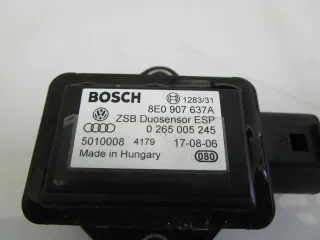 BOSCH 1283/31
8E0 907 637A
ZSB Duosensor ESP
0 265 005 245
5010008 4179 17-08-06
Made in Hungary 080